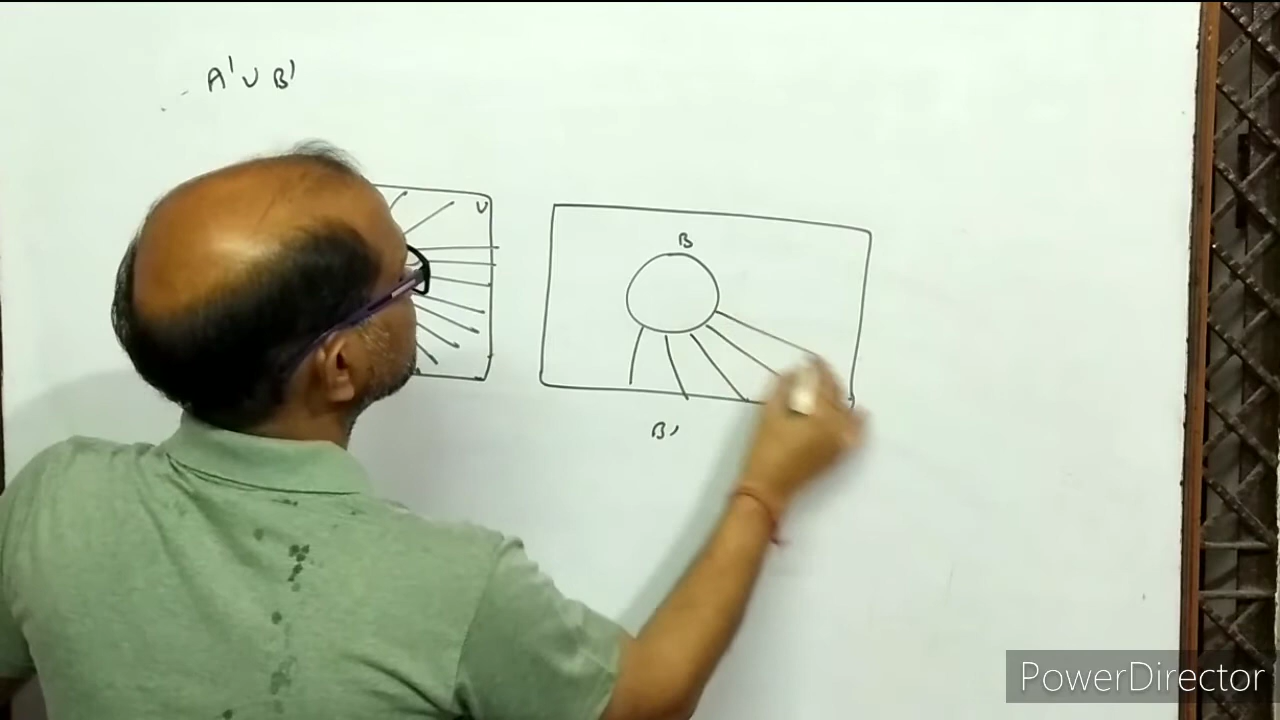 A' ∪ B'
U
B
B'
PowerDirector